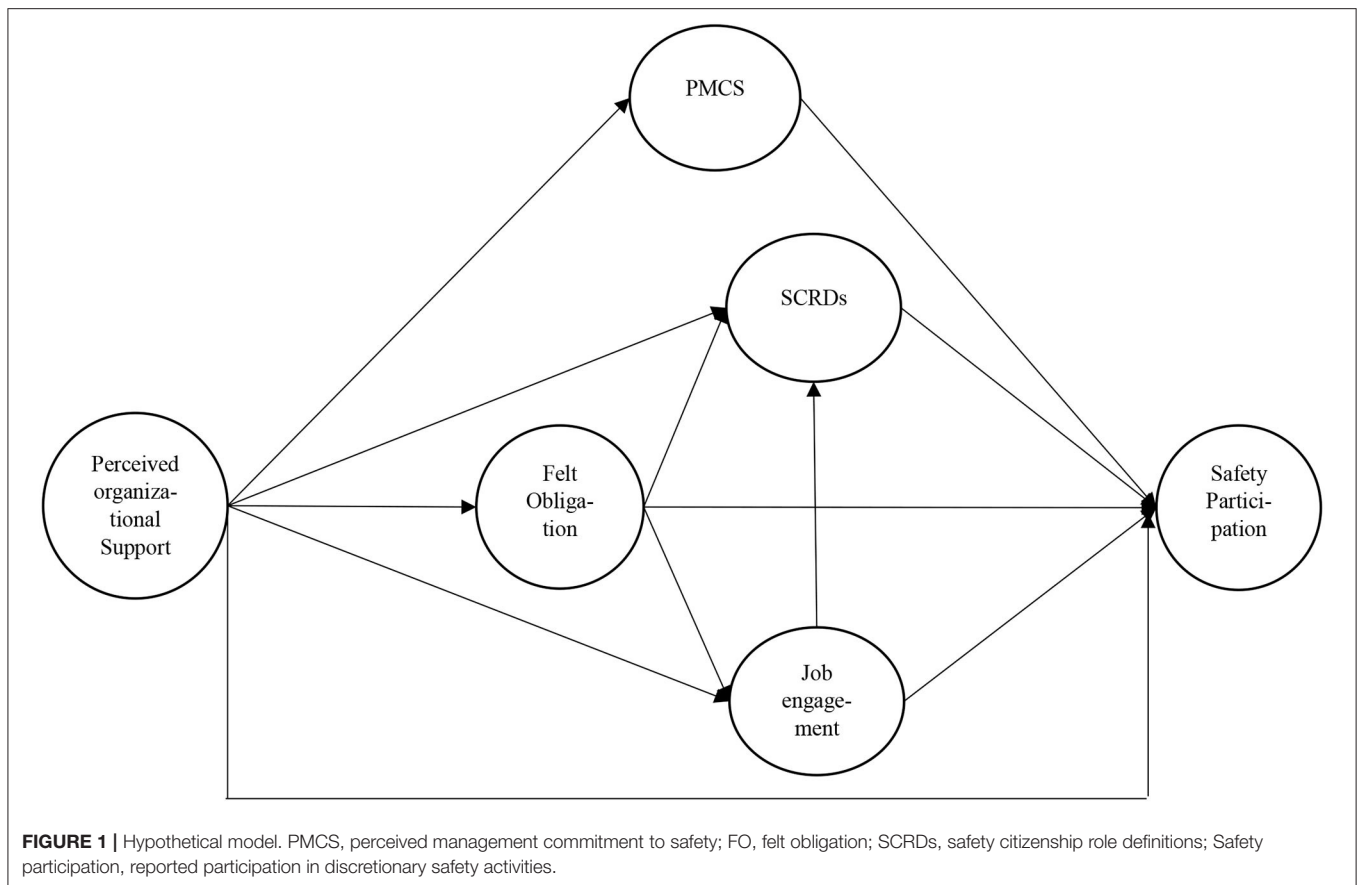 PMCS
SCRDs
Perceived
organiza-
tional
Support
Felt
Obliga-
tion
Safety
Partici-
pation
Job
engage-
ment
FIGURE 1 | Hypothetical model. PMCS, perceived management commitment to safety; FO, felt obligation; SCRDs, safety citizenship role definitions; Safety
participation, reported participation in discretionary safety activities.